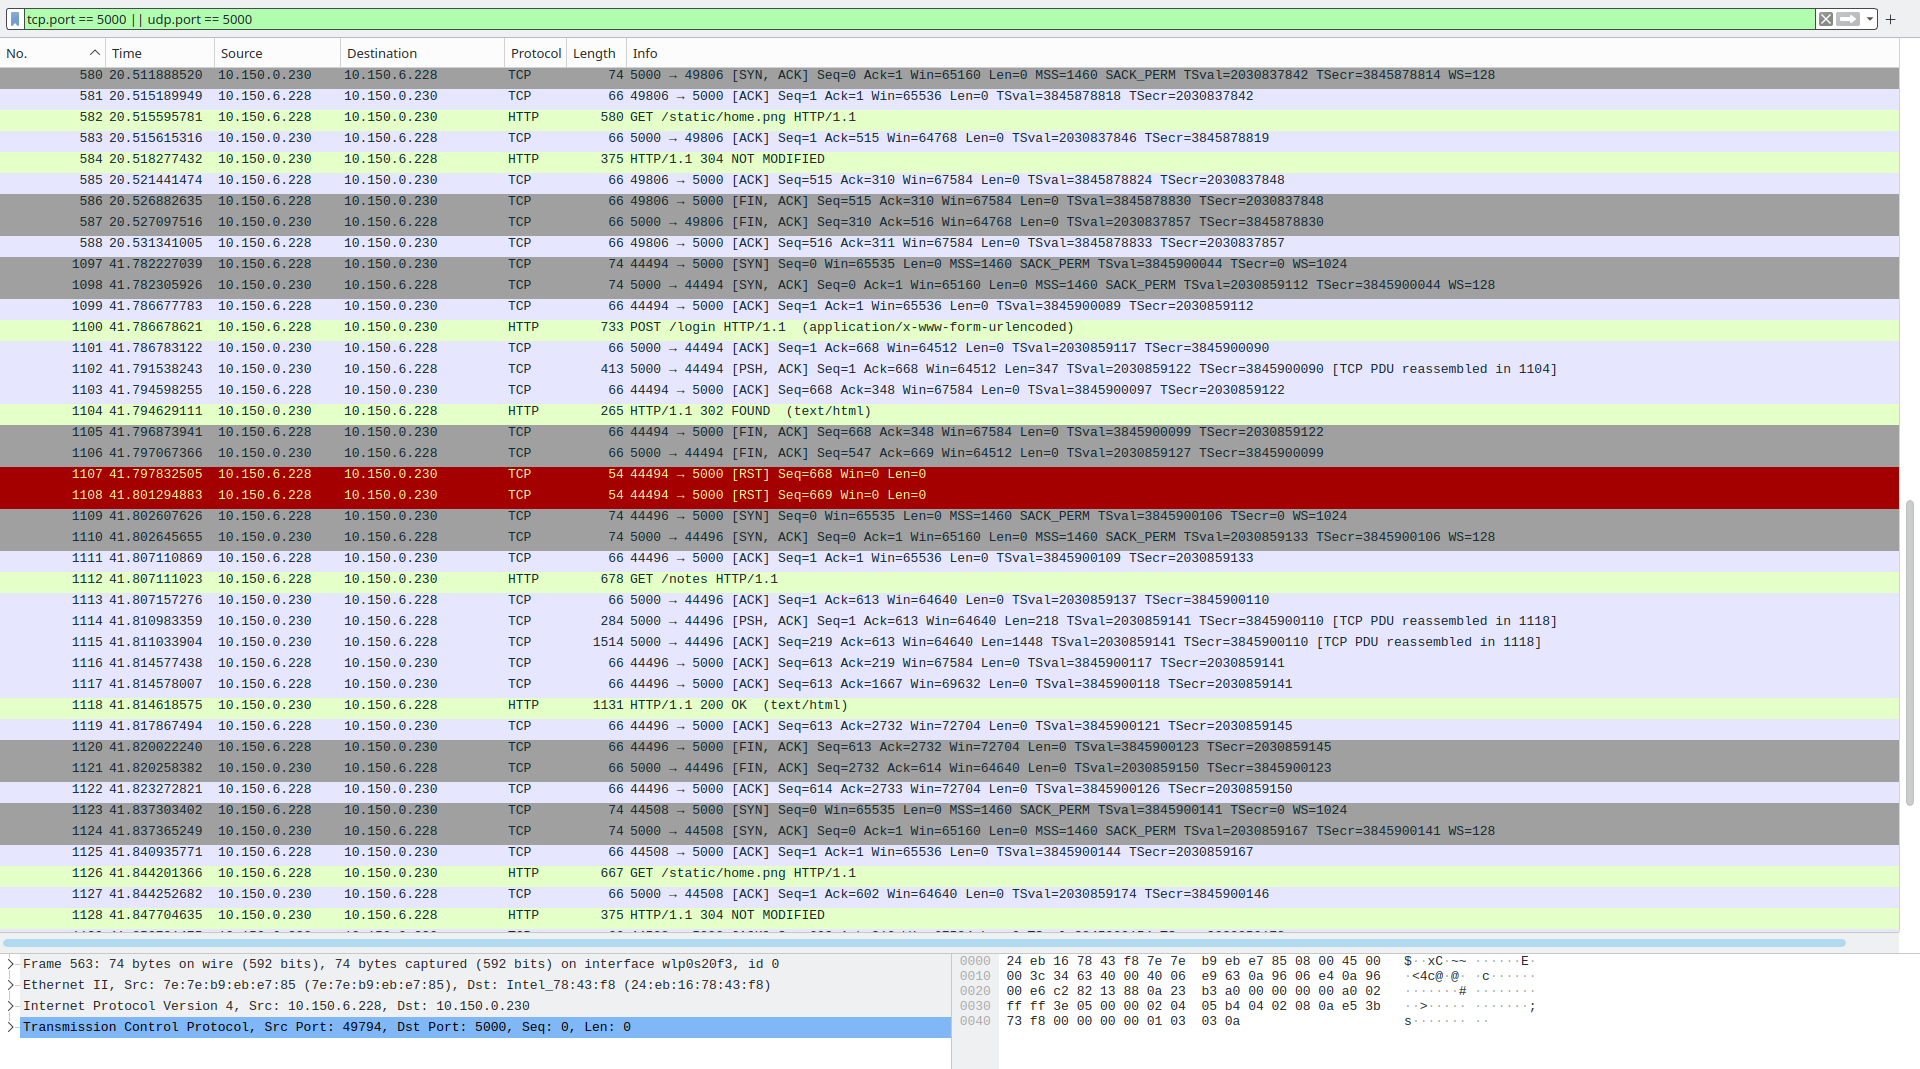 tcp.port == 5000 || udp.port == 5000
No. Time Source Destination Protocol Length Info
580 20.511888520 10.150.0.230 10.150.6.228 TCP 74 5000 → 49806 [SYN, ACK] Seq=0 Ack=1 Win=65160 Len=0 MSS=1460 SACK_PERM TSval=2030837842 TSecr=3845878814 WS=128
581 20.515189949 10.150.6.228 10.150.0.230 TCP 66 49806 → 5000 [ACK] Seq=1 Ack=1 Win=65536 Len=0 TSval=3845878818 TSecr=2030837842
582 20.515595781 10.150.6.228 10.150.0.230 HTTP 580 GET /static/home.png HTTP/1.1
583 20.515615316 10.150.0.230 10.150.6.228 TCP 66 5000 → 49806 [ACK] Seq=1 Ack=515 Win=64768 Len=0 TSval=2030837846 TSecr=3845878819
584 20.518277432 10.150.0.230 10.150.6.228 HTTP 375 HTTP/1.1 304 NOT MODIFIED
585 20.521441474 10.150.6.228 10.150.0.230 TCP 66 49806 → 5000 [ACK] Seq=515 Ack=310 Win=67584 Len=0 TSval=3845878824 TSecr=2030837848
586 20.526882635 10.150.6.228 10.150.0.230 TCP 66 49806 → 5000 [FIN, ACK] Seq=515 Ack=310 Win=67584 Len=0 TSval=3845878830 TSecr=2030837848
587 20.527097516 10.150.0.230 10.150.6.228 TCP 66 5000 → 49806 [FIN, ACK] Seq=310 Ack=516 Win=64768 Len=0 TSval=2030837857 TSecr=3845878830
588 20.531341005 10.150.6.228 10.150.0.230 TCP 66 49806 → 5000 [ACK] Seq=516 Ack=311 Win=67584 Len=0 TSval=3845878833 TSecr=2030837857
1097 41.782227039 10.150.6.228 10.150.0.230 TCP 74 44494 → 5000 [SYN] Seq=0 Win=65535 Len=0 MSS=1460 SACK_PERM TSval=3845900044 TSecr=0 WS=1024
1098 41.782305926 10.150.0.230 10.150.6.228 TCP 74 5000 → 44494 [SYN, ACK] Seq=0 Ack=1 Win=65160 Len=0 MSS=1460 SACK_PERM TSval=2030859112 TSecr=3845900044 WS=128
1099 41.786677783 10.150.6.228 10.150.0.230 TCP 66 44494 → 5000 [ACK] Seq=1 Ack=1 Win=65536 Len=0 TSval=3845900089 TSecr=2030859112
1100 41.786678621 10.150.6.228 10.150.0.230 HTTP 733 POST /login HTTP/1.1 (application/x-www-form-urlencoded)
1101 41.786783122 10.150.0.230 10.150.6.228 TCP 66 5000 → 44494 [ACK] Seq=1 Ack=668 Win=64512 Len=0 TSval=2030859117 TSecr=3845900090
1102 41.791538243 10.150.0.230 10.150.6.228 TCP 413 5000 → 44494 [PSH, ACK] Seq=1 Ack=668 Win=64512 Len=347 TSval=2030859122 TSecr=3845900090 [TCP PDU reassembled in 1104]
1103 41.794598255 10.150.6.228 10.150.0.230 TCP 66 44494 → 5000 [ACK] Seq=668 Ack=348 Win=67584 Len=0 TSval=3845900097 TSecr=2030859122
1104 41.794629111 10.150.0.230 10.150.6.228 HTTP 265 HTTP/1.1 302 FOUND (text/html)
1105 41.796873941 10.150.6.228 10.150.0.230 TCP 66 44494 → 5000 [FIN, ACK] Seq=668 Ack=348 Win=67584 Len=0 TSval=3845900099 TSecr=2030859122
1106 41.797067366 10.150.0.230 10.150.6.228 TCP 66 5000 → 44494 [FIN, ACK] Seq=547 Ack=669 Win=64512 Len=0 TSval=2030859127 TSecr=3845900099
1107 41.797832505 10.150.6.228 10.150.0.230 TCP 54 44494 → 5000 [RST] Seq=668 Win=0 Len=0
1108 41.801294883 10.150.6.228 10.150.0.230 TCP 54 44494 → 5000 [RST] Seq=669 Win=0 Len=0
1109 41.802607626 10.150.6.228 10.150.0.230 TCP 74 44496 → 5000 [SYN] Seq=0 Win=65535 Len=0 MSS=1460 SACK_PERM TSval=3845900106 TSecr=0 WS=1024
1110 41.802645655 10.150.0.230 10.150.6.228 TCP 74 5000 → 44496 [SYN, ACK] Seq=0 Ack=1 Win=65160 Len=0 MSS=1460 SACK_PERM TSval=2030859133 TSecr=3845900106 WS=128
1111 41.807110869 10.150.6.228 10.150.0.230 TCP 66 44496 → 5000 [ACK] Seq=1 Ack=1 Win=65536 Len=0 TSval=3845900109 TSecr=2030859133
1112 41.807111023 10.150.6.228 10.150.0.230 HTTP 678 GET /notes HTTP/1.1
1113 41.807157276 10.150.0.230 10.150.6.228 TCP 66 5000 → 44496 [ACK] Seq=1 Ack=613 Win=64640 Len=0 TSval=2030859137 TSecr=3845900110
1114 41.810983359 10.150.0.230 10.150.6.228 TCP 284 5000 → 44496 [PSH, ACK] Seq=1 Ack=613 Win=64640 Len=218 TSval=2030859141 TSecr=3845900110 [TCP PDU reassembled in 1118]
1115 41.811033904 10.150.0.230 10.150.6.228 TCP 1514 5000 → 44496 [ACK] Seq=219 Ack=613 Win=64640 Len=1448 TSval=2030859141 TSecr=3845900110 [TCP PDU reassembled in 1118]
1116 41.814577438 10.150.6.228 10.150.0.230 TCP 66 44496 → 5000 [ACK] Seq=613 Ack=219 Win=67584 Len=0 TSval=3845900117 TSecr=2030859141
1117 41.814578007 10.150.6.228 10.150.0.230 TCP 66 44496 → 5000 [ACK] Seq=613 Ack=1667 Win=69632 Len=0 TSval=3845900118 TSecr=2030859141
1118 41.814618575 10.150.0.230 10.150.6.228 HTTP 1131 HTTP/1.1 200 OK (text/html)
1119 41.817867494 10.150.6.228 10.150.0.230 TCP 66 44496 → 5000 [ACK] Seq=613 Ack=2732 Win=72704 Len=0 TSval=3845900121 TSecr=2030859145
1120 41.820022240 10.150.6.228 10.150.0.230 TCP 66 44496 → 5000 [FIN, ACK] Seq=613 Ack=2732 Win=72704 Len=0 TSval=3845900123 TSecr=2030859145
1121 41.820258382 10.150.0.230 10.150.6.228 TCP 66 5000 → 44496 [FIN, ACK] Seq=2732 Ack=614 Win=64640 Len=0 TSval=2030859150 TSecr=3845900123
1122 41.823272821 10.150.6.228 10.150.0.230 TCP 66 44496 → 5000 [ACK] Seq=614 Ack=2733 Win=72704 Len=0 TSval=3845900126 TSecr=2030859150
1123 41.837303402 10.150.6.228 10.150.0.230 TCP 74 44508 → 5000 [SYN] Seq=0 Win=65535 Len=0 MSS=1460 SACK_PERM TSval=3845900141 TSecr=0 WS=1024
1124 41.837365249 10.150.0.230 10.150.6.228 TCP 74 5000 → 44508 [SYN, ACK] Seq=0 Ack=1 Win=65160 Len=0 MSS=1460 SACK_PERM TSval=2030859167 TSecr=3845900141 WS=128
1125 41.840935771 10.150.6.228 10.150.0.230 TCP 66 44508 → 5000 [ACK] Seq=1 Ack=1 Win=65536 Len=0 TSval=3845900144 TSecr=2030859167
1126 41.844201366 10.150.6.228 10.150.0.230 HTTP 667 GET /static/home.png HTTP/1.1
1127 41.844252682 10.150.0.230 10.150.6.228 TCP 66 5000 → 44508 [ACK] Seq=1 Ack=602 Win=64640 Len=0 TSval=2030859174 TSecr=3845900146
1128 41.847704635 10.150.0.230 10.150.6.228 HTTP 375 HTTP/1.1 304 NOT MODIFIED
Frame 563: 74 bytes on wire (592 bits), 74 bytes captured (592 bits) on interface wlp0s20f3, id 0
Ethernet II, Src: 7e:7e:b9:eb:e7:85 (7e:7e:b9:eb:e7:85), Dst: Intel_78:43:f8 (24:eb:16:78:43:f8)
Internet Protocol Version 4, Src: 10.150.6.228, Dst: 10.150.0.230
Transmission Control Protocol, Src Port: 49794, Dst Port: 5000, Seq: 0, Len: 0
0000 24 eb 16 78 43 f8 7e 7e b9 eb e7 85 08 00 45 00 $··xC·~~ ······E·
0010 00 3c 34 63 40 00 40 06 e9 63 0a 96 06 e4 0a 96 ·<4c@·@· ·c······
0020 00 e6 c2 82 13 88 0a 23 b3 a0 00 00 00 00 a0 02 ·······# ········
0030 ff ff 3e 05 00 00 02 04 05 b4 04 02 08 0a e5 3b ··>····· ·······;
0040 73 f8 00 00 00 00 01 03 03 0a s······· ··